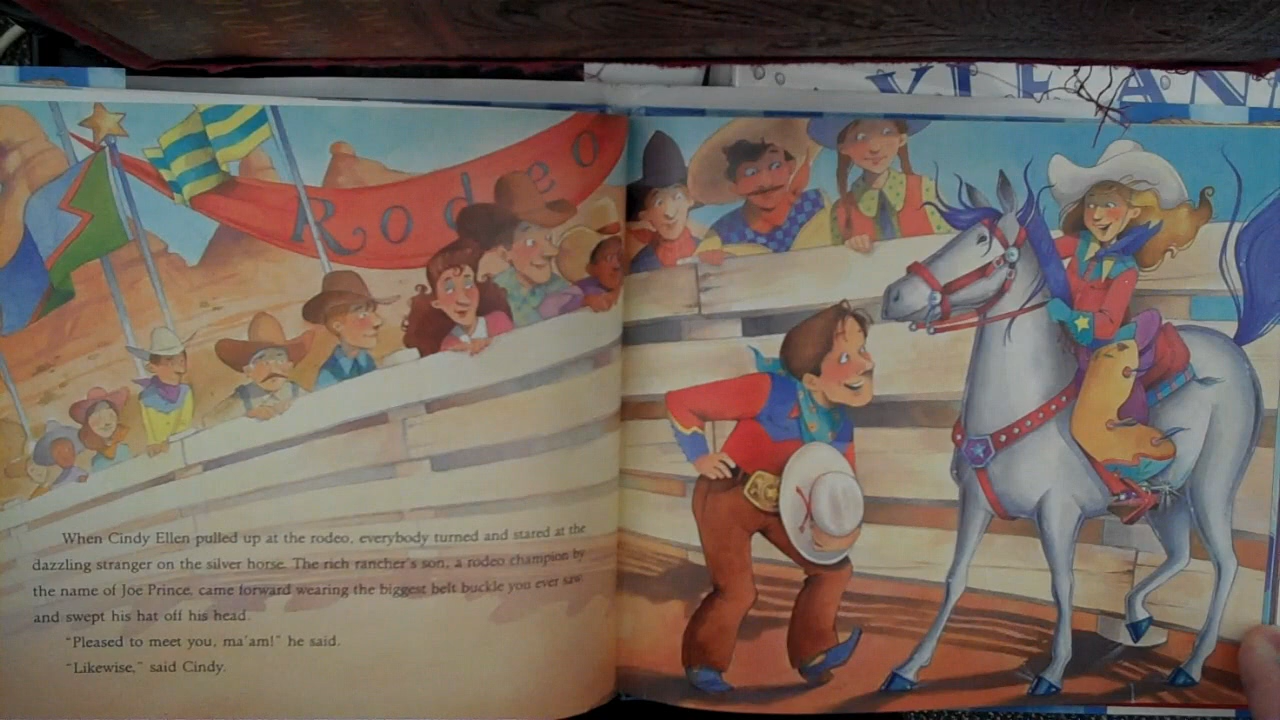 Rodeo
When Cindy Ellen pulled up at the rodeo, everybody turned and stared at the
dazzling stranger on the silver horse. The rich rancher's son, a rodeo champion by
the name of Joe Prince, came forward wearing the biggest belt buckle you ever saw
and swept his hat off his head.
"Pleased to meet you, ma'am!" he said.
"Likewise," said Cindy.